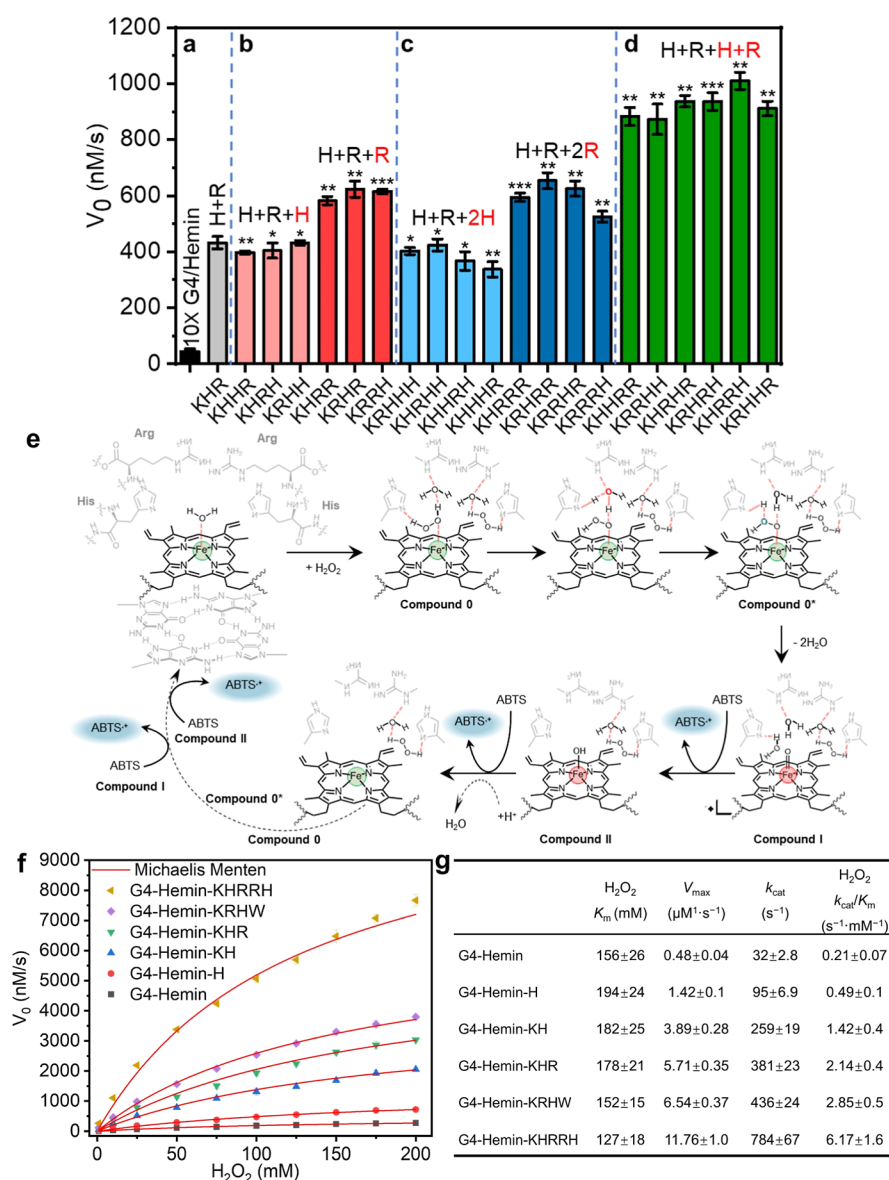 a
b
c
d
1200
1000
800
600
400
200
0
V0 (nM/s)
10X G4/Hemin
H+R
H+R+H
H+R+R
H+R+2H
H+R+2R
H+R+H+R
** * * ** ** ***
* * * ** *** ** ** **
** ** ** *** ** **
KHR
KHHR
KRHH
KRHH
KHRR
KRHR
KRRH
KRHHH
KHRHH
KHHRH
KHHHR
KHRRR
KRHRR
KRRHR
KRRRH
KHHRR
KRRHH
KHRHR
KRHRH
KHRRH
KRHHR
e
Arg
Arg
His
His
+ H2O2
Compound 0
Compound 0*
- 2H2O
ABTS·+
ABTS
Compound II
ABTS·+
ABTS
Compound I
Compound 0*
Compound 0
ABTS·+
ABTS
H2O
+H+
Compound II
ABTS·+
ABTS
Compound I
f
9000
8000
7000
6000
5000
4000
3000
2000
1000
0
V0 (nM/s)
Michaelis Menten
G4-Hemin-KHRRH
G4-Hemin-KRHW
G4-Hemin-KHR
G4-Hemin-KH
G4-Hemin-H
G4-Hemin
0 50 100 150 200
H2O2 (mM)
g
H2O2 Km (mM) Vmax (μM¹·s⁻¹) kcat (s⁻¹) H2O2 kcat/Km (s⁻¹·mM⁻¹)
G4-Hemin 156±26 0.48±0.04 32±2.8 0.21±0.07
G4-Hemin-H 194±24 1.42±0.1 95±6.9 0.49±0.1
G4-Hemin-KH 182±25 3.89±0.28 259±19 1.42±0.4
G4-Hemin-KHR 178±21 5.71±0.35 381±23 2.14±0.4
G4-Hemin-KRHW 152±15 6.54±0.37 436±24 2.85±0.5
G4-Hemin-KHRRH 127±18 11.76±1.0 784±67 6.17±1.6